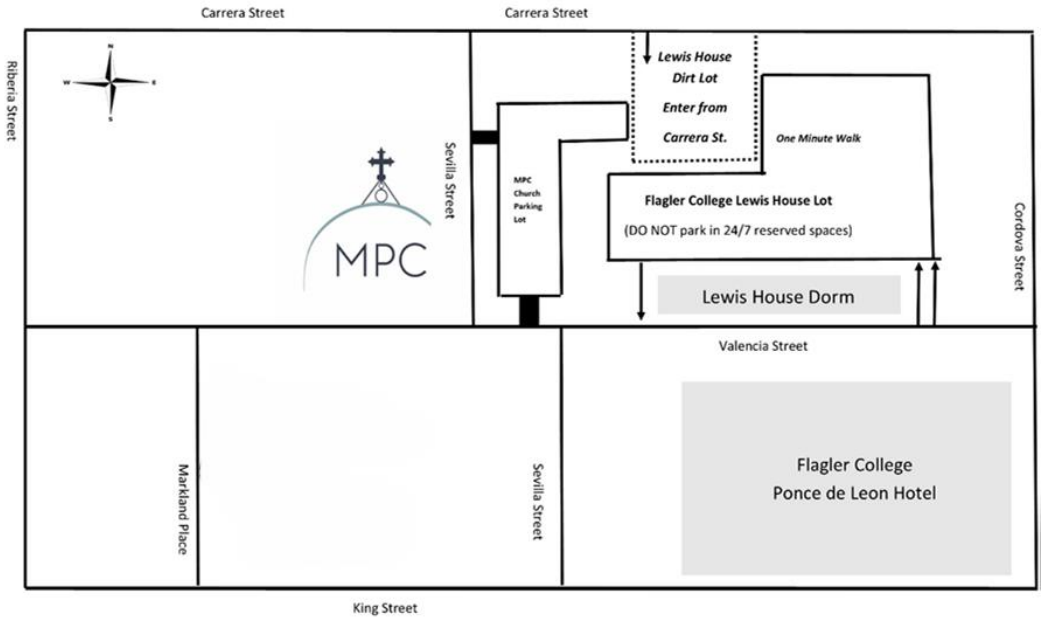 Carrera Street
Carrera Street
Riberia Street
N
W
E
S
Lewis House
Dirt Lot
Enter from
Carrera St.
One Minute Walk
Sevilla Street
MPC
Church
Parking
Lot
MPC
Flagler College Lewis House Lot
(DO NOT park in 24/7 reserved spaces)
Cordova Street
Lewis House Dorm
Valencia Street
Markland Place
Sevilla Street
Flagler College
Ponce de Leon Hotel
King Street